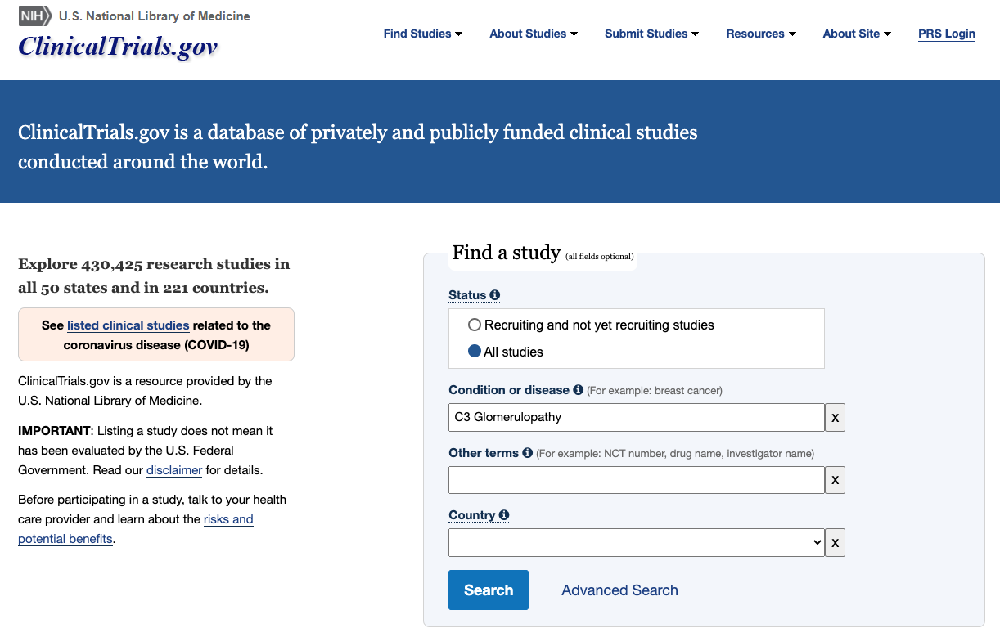 NIH U.S. National Library of Medicine
ClinicalTrials.gov
Find Studies About Studies Submit Studies Resources About Site PRS Login
ClinicalTrials.gov is a database of privately and publicly funded clinical studies
conducted around the world.
Explore 430,425 research studies in
all 50 states and in 221 countries.
See listed clinical studies related to the
coronavirus disease (COVID-19)
ClinicalTrials.gov is a resource provided by the
U.S. National Library of Medicine.
IMPORTANT: Listing a study does not mean it
has been evaluated by the U.S. Federal
Government. Read our disclaimer for details.
Before participating in a study, talk to your health
care provider and learn about the risks and
potential benefits.
Find a study (all fields optional)
Status
Recruiting and not yet recruiting studies
All studies
Condition or disease (For example: breast cancer)
C3 Glomerulopathy X
Other terms (For example: NCT number, drug name, investigator name)
X
Country
X
Search Advanced Search